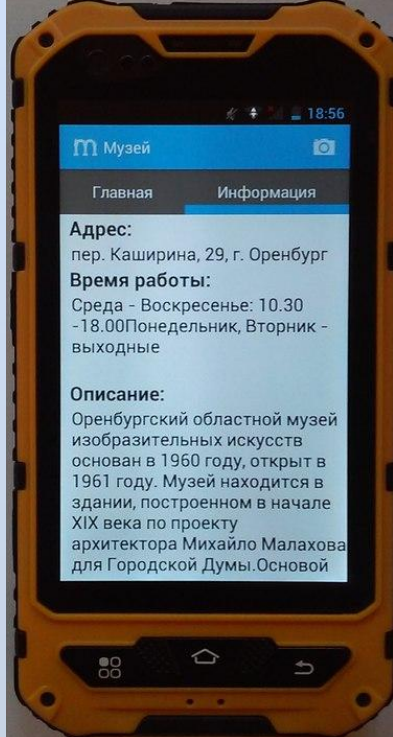 18:56
m Музей
Главная Информация
Адрес:
пер. Каширина, 29, г. Оренбург
Время работы:
Среда - Воскресенье: 10.30
-18.00Понедельник, Вторник -
выходные
Описание:
Оренбургский областной музей
изобразительных искусств
основан в 1960 году, открыт в
1961 году. Музей находится в
здании, построенном в начале
XIX века по проекту
архитектора Михайло Малахова
для Городской Думы.Основой